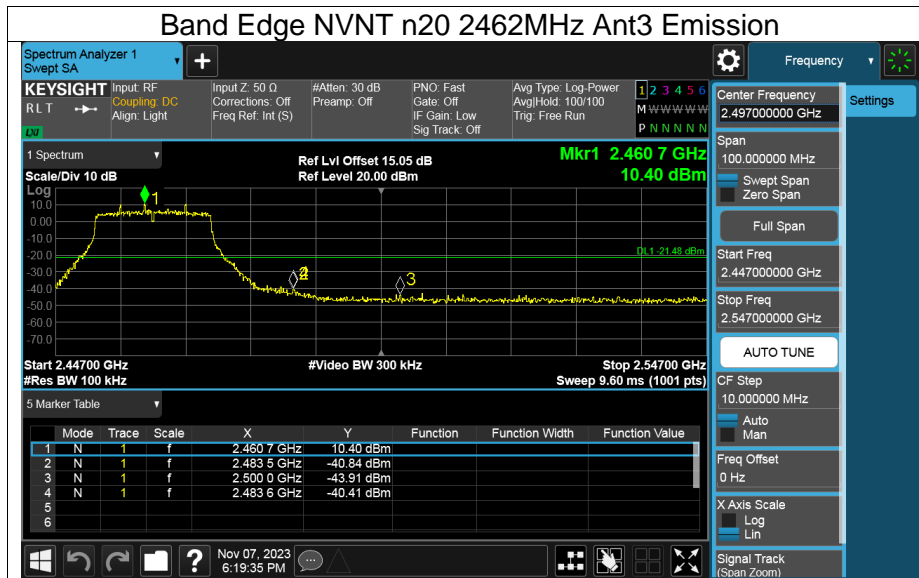 Band Edge NVNT n20 2462MHz Ant3 Emission
Spectrum Analyzer 1
Swept SA
+
Frequency
KEYSIGHT
RLT
LXI
Input: RF
Coupling: DC
Align: Light
Input Z: 50 Ω
Corrections: Off
Freq Ref: Int (S)
#Atten: 30 dB
Preamp: Off
PNO: Fast
Gate: Off
IF Gain: Low
Sig Track: Off
Avg Type: Log-Power
Avg|Hold: 100/100
Trig: Free Run
1 2 3 4 5 6
M W W W W W
P N N N N N
Center Frequency
2.497000000 GHz
Settings
Span
100.000000 MHz
Swept Span
Zero Span
Full Span
Start Freq
2.447000000 GHz
Stop Freq
2.547000000 GHz
AUTO TUNE
CF Step
10.000000 MHz
Auto
Man
Freq Offset
0 Hz
X Axis Scale
Log
Lin
Signal Track
(Span Zoom)
1 Spectrum
Scale/Div 10 dB
Ref Lvl Offset 15.05 dB
Ref Level 20.00 dBm
Mkr1 2.460 7 GHz
10.40 dBm
Log
10.0
0.00
-10.0
-20.0
-30.0
-40.0
-50.0
-60.0
-70.0
1
3
DL1 -21.48 dBm
Start 2.44700 GHz
#Video BW 300 kHz
Stop 2.54700 GHz
#Res BW 100 kHz
Sweep 9.60 ms (1001 pts)
5 Marker Table
Mode Trace Scale X Y Function Function Width Function Value
1 N 1 f 2.460 7 GHz 10.40 dBm
2 N 1 f 2.483 5 GHz -40.84 dBm
3 N 1 f 2.500 0 GHz -43.91 dBm
4 N 1 f 2.483 6 GHz -40.41 dBm
5
6
?
Nov 07, 2023
6:19:35 PM